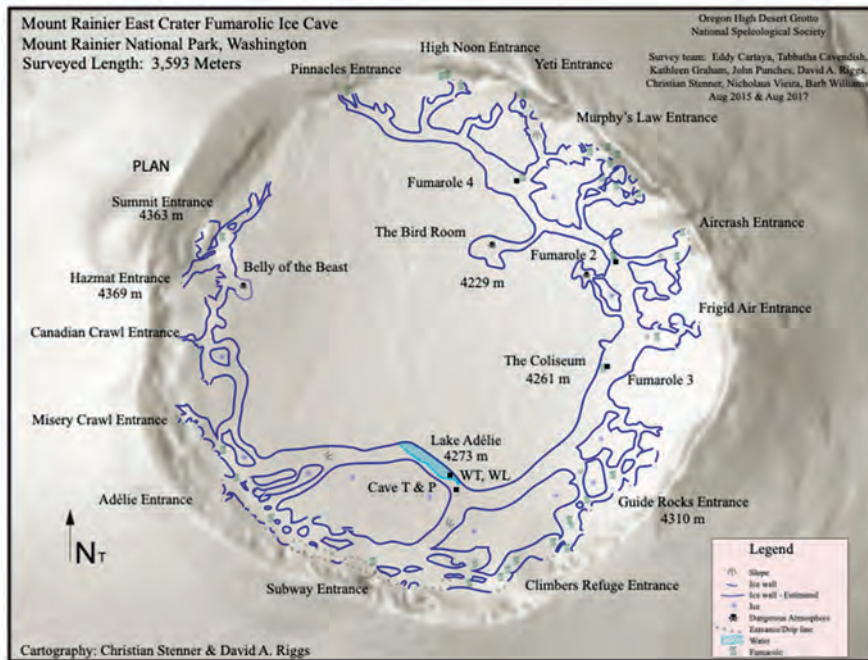 Mount Rainier East Crater Fumarolic Ice Cave
Mount Rainier National Park, Washington
Surveyed Length: 3,593 Meters
Oregon High Desert Grotto
National Speleological Society
Survey team: Eddy Cartaya, Tabbatha Cavendish,
Kathleen Graham, John Punches, David A. Riggs,
Christian Stenner, Nicholaus Vieira, Barb Williams
Aug 2015 & Aug 2017
High Noon Entrance
Pinnacles Entrance
Yeti Entrance
Murphy's Law Entrance
PLAN
Summit Entrance
4363 m
Fumarole 4
The Bird Room
Aircrash Entrance
Fumarole 2
4229 m
Hazmat Entrance
4369 m
Belly of the Beast
Frigid Air Entrance
Canadian Crawl Entrance
The Coliseum
4261 m
Fumarole 3
Misery Crawl Entrance
Lake Adélie
4273 m
WT, WL
Cave T & P
Adélie Entrance
Guide Rocks Entrance
4310 m
NT
Subway Entrance
Climbers Refuge Entrance
Legend
Slope
Ice wall
Ice wall - Estimated
Ice
Dangerous Atmosphere
Entrance/Drip line
Water
Fumarole
Cartography: Christian Stenner & David A. Riggs